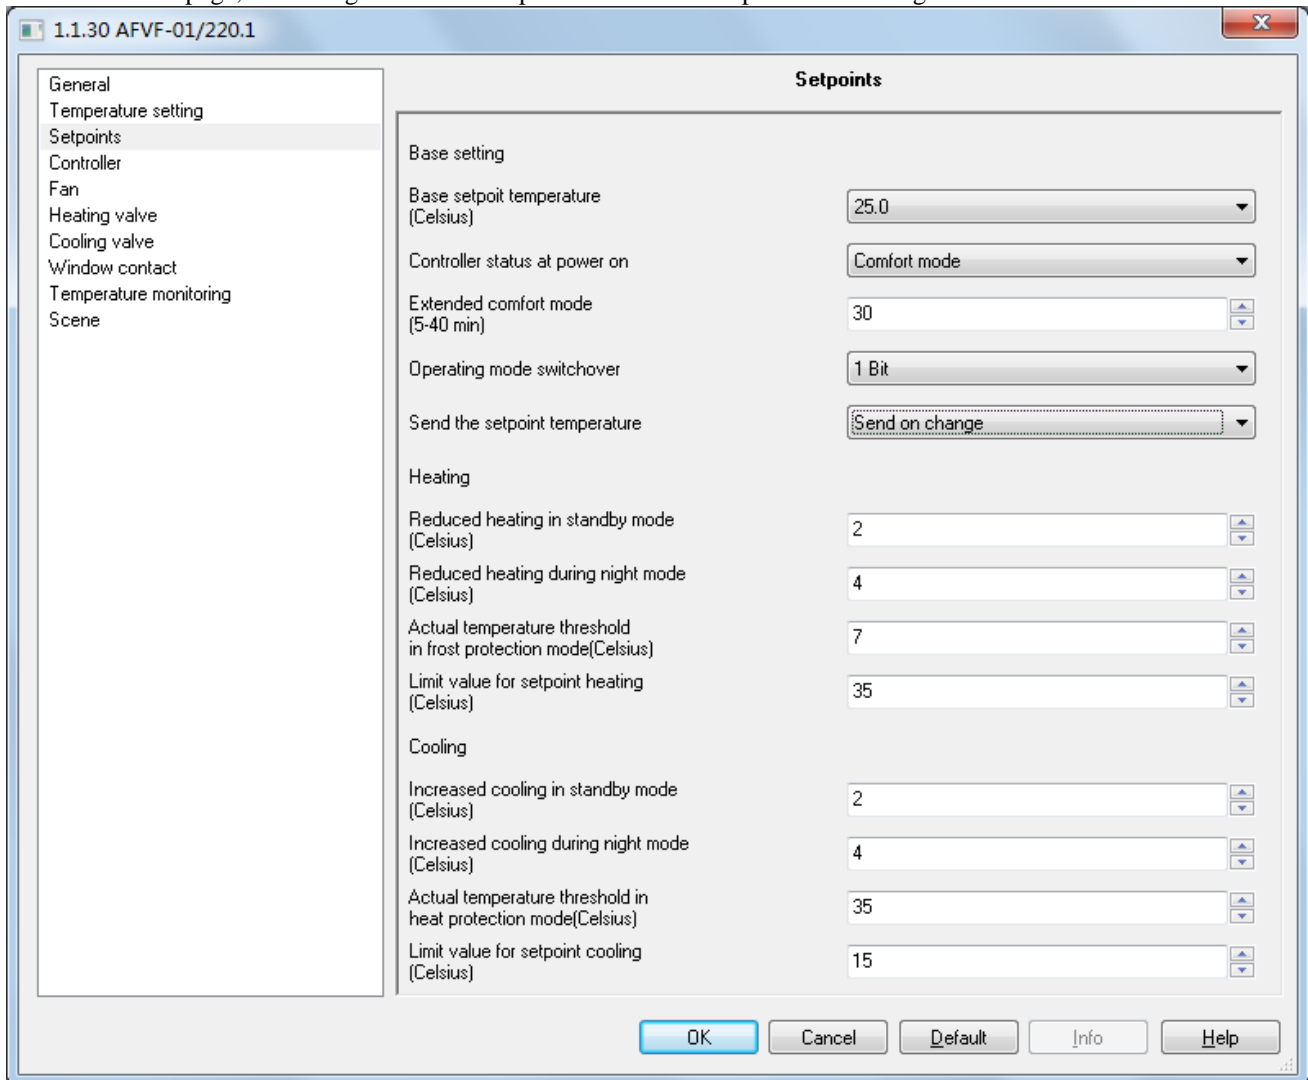 1.1.30 AFVF-01/220.1
General
Temperature setting
Setpoints
Controller
Fan
Heating valve
Cooling valve
Window contact
Temperature monitoring
Scene
Setpoints
Base setting
Base setpoit temperature
(Celsius)
25.0
Controller status at power on
Comfort mode
Extended comfort mode
(5-40 min)
30
Operating mode switchover
1 Bit
Send the setpoint temperature
Send on change
Heating
Reduced heating in standby mode
(Celsius)
2
Reduced heating during night mode
(Celsius)
4
Actual temperature threshold
in frost protection mode(Celsius)
7
Limit value for setpoint heating
(Celsius)
35
Cooling
Increased cooling in standby mode
(Celsius)
2
Increased cooling during night mode
(Celsius)
4
Actual temperature threshold in
heat protection mode(Celsius)
35
Limit value for setpoint cooling
(Celsius)
15
OK
Cancel
Default
Info
Help